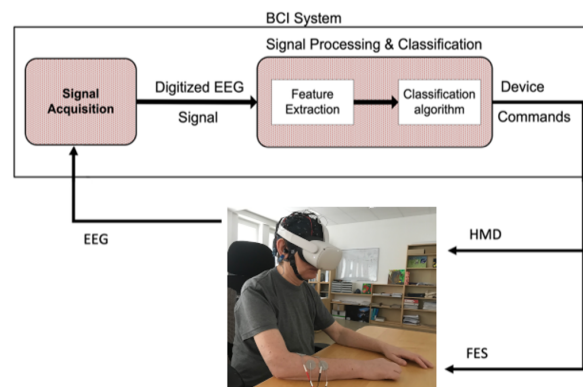 BCI System
Signal Processing & Classification
Signal
Acquisition
Digitized EEG
Signal
Feature
Extraction
Classification
algorithm
Device
Commands
EEG
HMD
FES